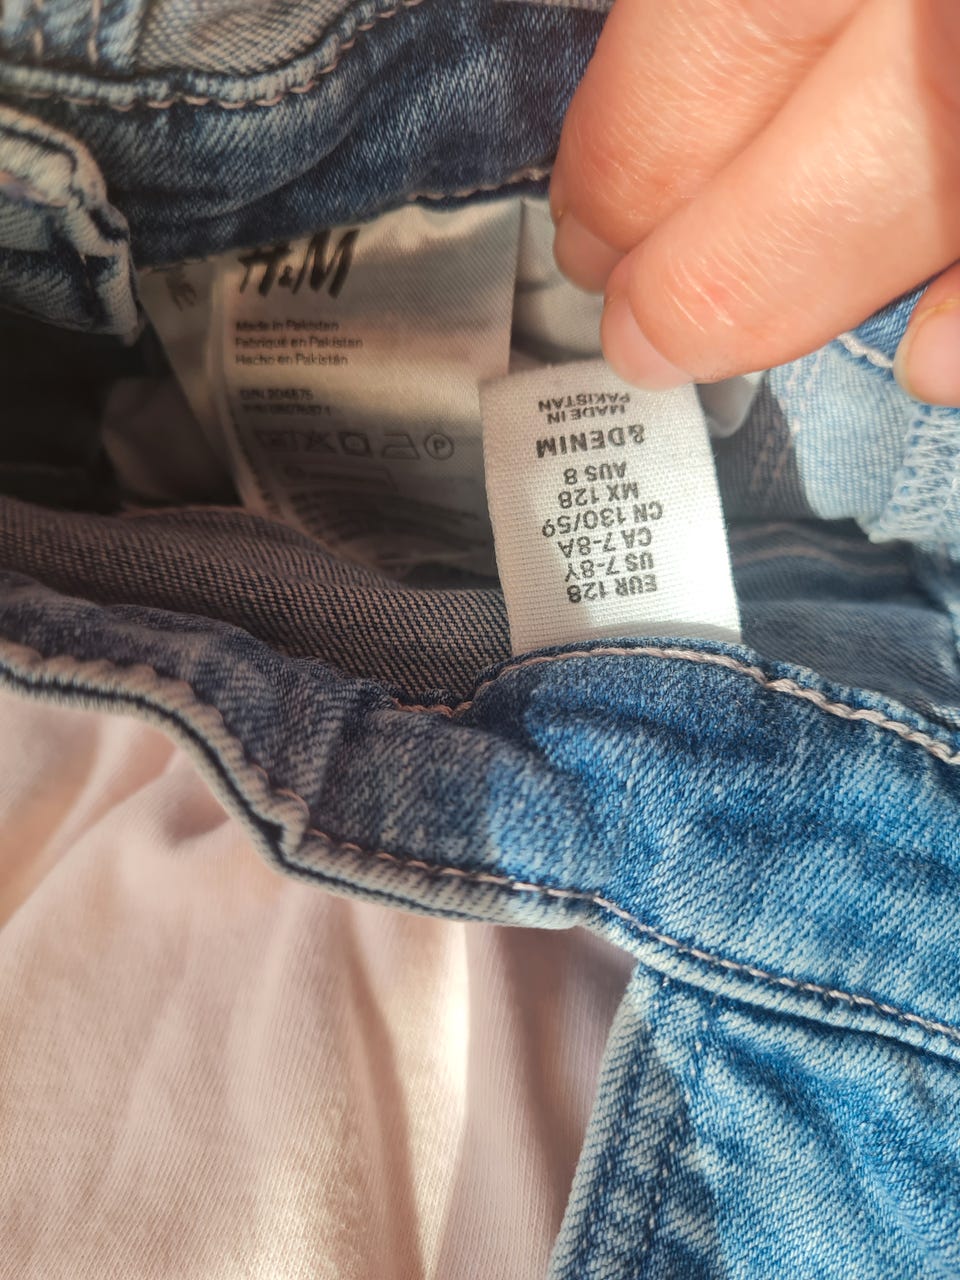 H&M
Made in Pakistan
Fabriqué en Pakistan
Hecho en Pakistán
EUR 128
US 7-8Y
CA 7-8A
CN 130/59
MX 128
AUS 8
&DENIM
MADE IN
PAKISTAN